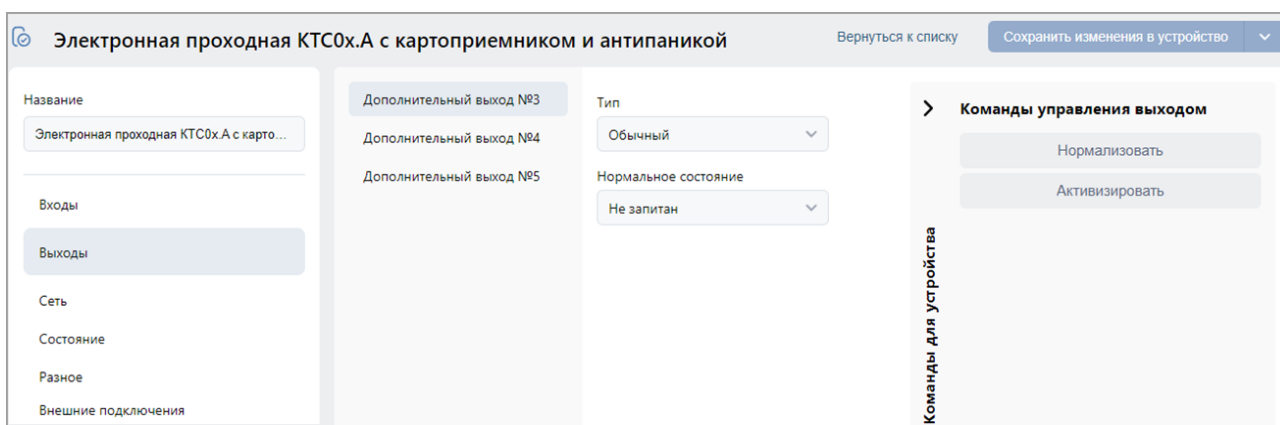 Электронная проходная КТС0х.А с картоприемником и антипаникой
Вернуться к списку
Сохранить изменения в устройство
Название
Электронная проходная КТС0х.А с карто...
Входы
Выходы
Сеть
Состояние
Разное
Внешние подключения
Дополнительный выход №3
Дополнительный выход №4
Дополнительный выход №5
Тип
Обычный
Нормальное состояние
Не запитан
Команды для устройства
Команды управления выходом
Нормализовать
Активизировать